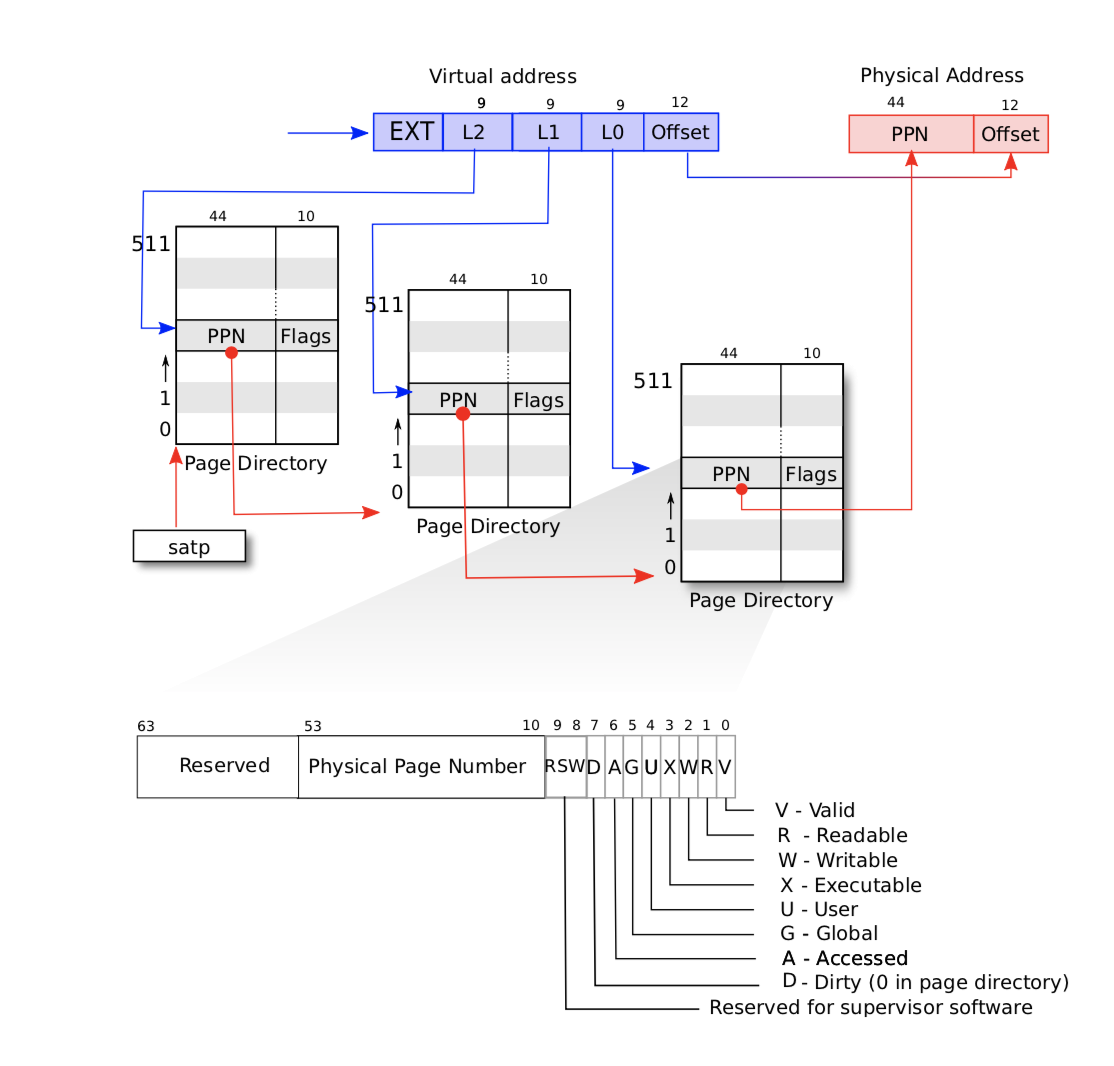 Virtual address
Physical Address
9 9 9 12
44 12
EXT L2 L1 L0 Offset
PPN Offset
44 10
511
PPN Flags
1
0
Page Directory
satp
44 10
511
PPN Flags
1
0
Page Directory
44 10
511
PPN Flags
1
0
Page Directory
63 53 10 9 8 7 6 5 4 3 2 1 0
Reserved Physical Page Number RSW D A G U X W R V
V - Valid
R - Readable
W - Writable
X - Executable
U - User
G - Global
A - Accessed
D - Dirty (0 in page directory)
Reserved for supervisor software